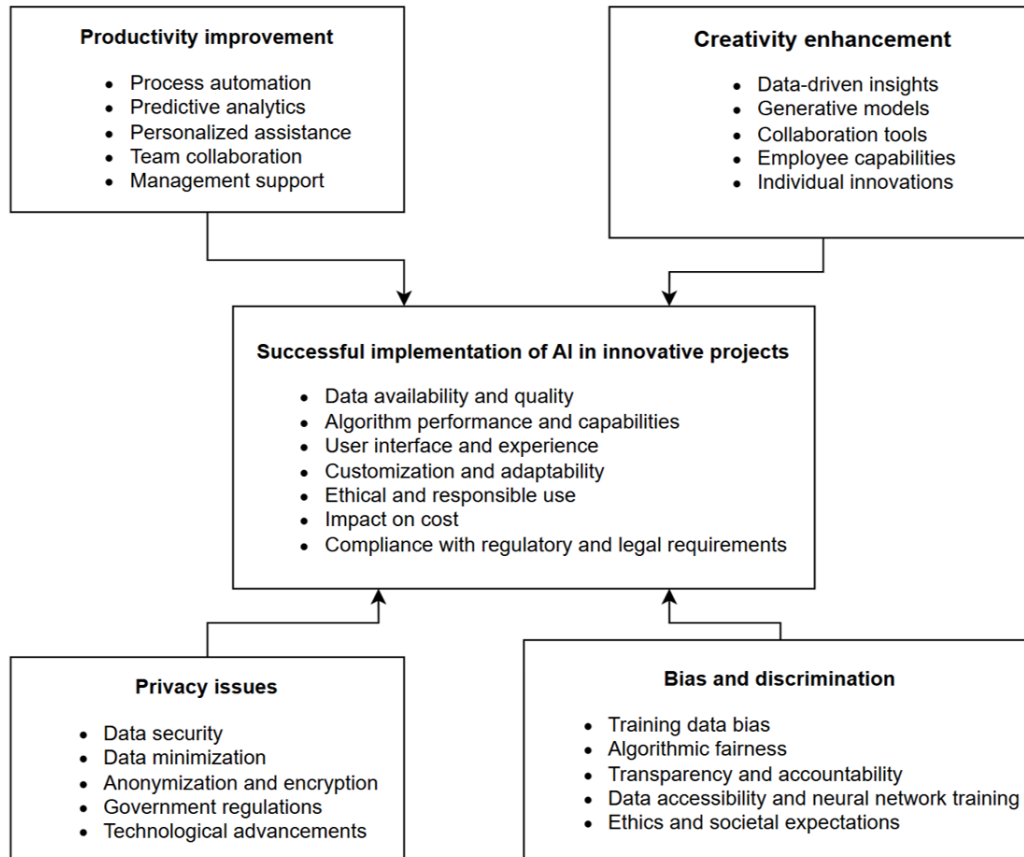 Productivity improvement
• Process automation
• Predictive analytics
• Personalized assistance
• Team collaboration
• Management support
Creativity enhancement
• Data-driven insights
• Generative models
• Collaboration tools
• Employee capabilities
• Individual innovations
Successful implementation of AI in innovative projects
• Data availability and quality
• Algorithm performance and capabilities
• User interface and experience
• Customization and adaptability
• Ethical and responsible use
• Impact on cost
• Compliance with regulatory and legal requirements
Privacy issues
• Data security
• Data minimization
• Anonymization and encryption
• Government regulations
• Technological advancements
Bias and discrimination
• Training data bias
• Algorithmic fairness
• Transparency and accountability
• Data accessibility and neural network training
• Ethics and societal expectations